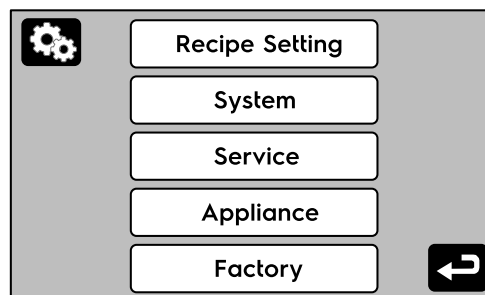 Recipe Setting
System
Service
Appliance
Factory